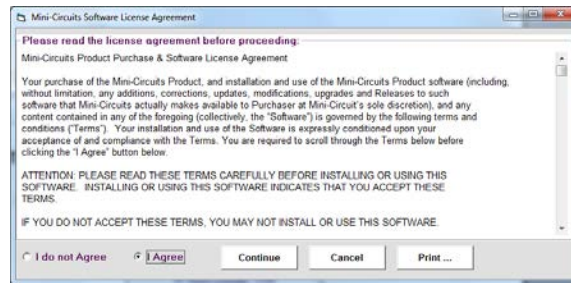 Mini-Circuits Software License Agreement
Please read the license agreement before proceeding:
Mini-Circuits Product Purchase & Software License Agreement
Your purchase of the Mini-Circuits Product, and installation and use of the Mini-Circuits Product software (including,
without limitation, any additions, corrections, updates, modifications, upgrades and Releases to such
software that Mini-Circuits actually makes available to Purchaser at Mini-Circuit's sole discretion), and any
content contained in any of the foregoing (collectively, the "Software") is governed by the following terms and
conditions ("Terms"). Your installation and use of the Software is expressly conditioned upon your
acceptance of and compliance with the Terms. You are required to scroll through the Terms below before
clicking the "I Agree" button below.
ATTENTION: PLEASE READ THESE TERMS CAREFULLY BEFORE INSTALLING OR USING THIS
SOFTWARE. INSTALLING OR USING THIS SOFTWARE INDICATES THAT YOU ACCEPT THESE
TERMS.
IF YOU DO NOT ACCEPT THESE TERMS, YOU MAY NOT INSTALL OR USE THIS SOFTWARE.
I do not Agree I Agree Continue Cancel Print ...